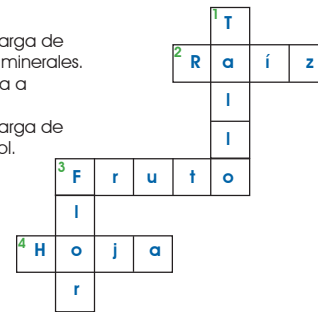 arga de
minerales.
a a
arga de
ol.
1 T
2 R a í z
l
l
3 F r u t o
l
4 H o j a
r